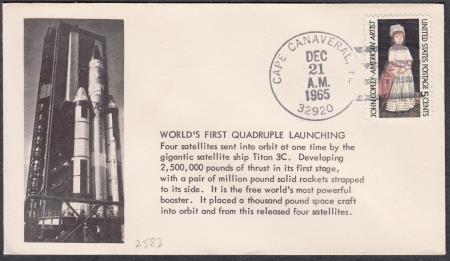 CAPE CANAVERAL, FL
DEC
21
A.M.
1965
32920
JOHN COPLEY·AMERICAN ARTIST
UNITED STATES POSTAGE 5 CENTS
WORLD'S FIRST QUADRUPLE LAUNCHING
Four satellites sent into orbit at one time by the
gigantic satellite ship Titan 3C. Developing
2,500,000 pounds of thrust in its first stage,
with a pair of million pound solid rockets strapped
to its side. It is the free world's most powerful
booster. It placed a thousand pound space craft
into orbit and from this released four satellites.
2583